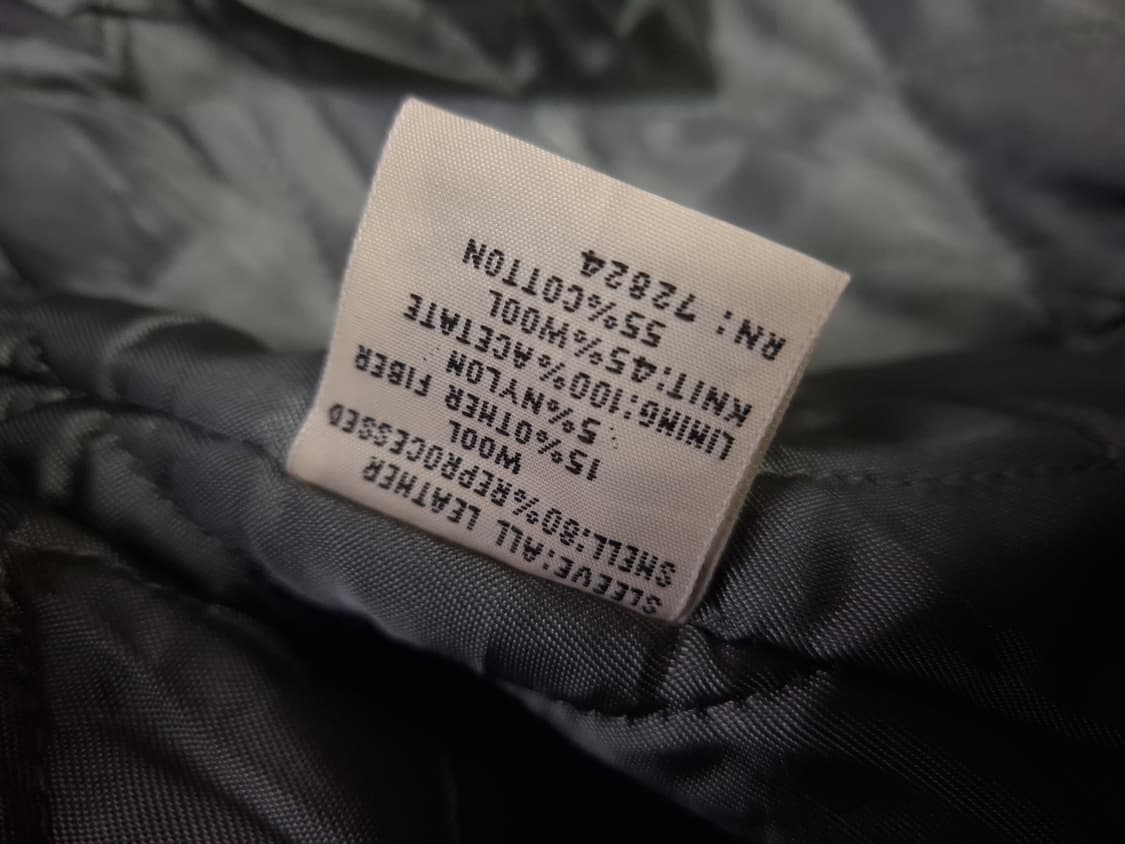 SLEEVE:ALL LEATHER
SHELL:80%REPROCESSED
WOOL
15%OTHER FIBER
5%NYLON
LINING:100%ACETATE
KNIT:45%WOOL
55%COTTON
RN: 72824